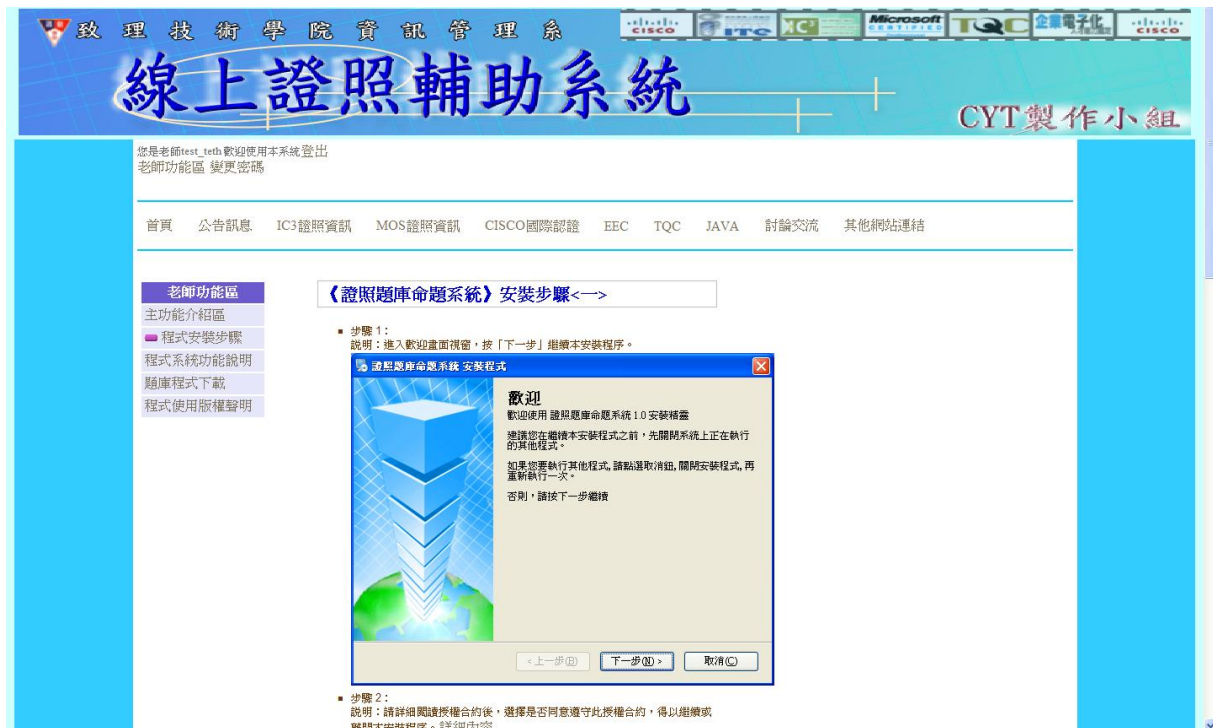 致理技術學院資訊管理系
CISCO
Microsoft
CERTIFIED
TQC
企業電子化
CISCO
線上證照輔助系統
CYT製作小組
您是老師test_teth 歡迎使用本系統登出
老師功能區 變更密碼
首頁 公告訊息 IC3證照資訊 MOS證照資訊 CISCO國際認證 EEC TQC JAVA 討論交流 其他網站連結
老師功能區
主功能介紹區
程式安裝步驟
程式系統功能說明
題庫程式下載
程式使用版權聲明
《證照題庫命題系統》安裝步驟<一>
步驟 1：
說明：進入歡迎畫面視窗，按「下一步」繼續本安裝程序。
證照題庫命題系統 安裝程式
歡迎
歡迎使用 證照題庫命題系統 1.0 安裝精靈
建議您在繼續本安裝程式之前，先關閉系統上正在執行
的其他程式。
如果您要執行其他程式, 請點選取消鈕, 關閉安裝程式, 再
重新執行一次。
否則，請按下一步繼續
<上一步(B) 下一步(N)> 取消(C)
步驟 2：
說明：請詳細閱讀授權合約後，選擇是否同意遵守此授權合約，得以繼續或